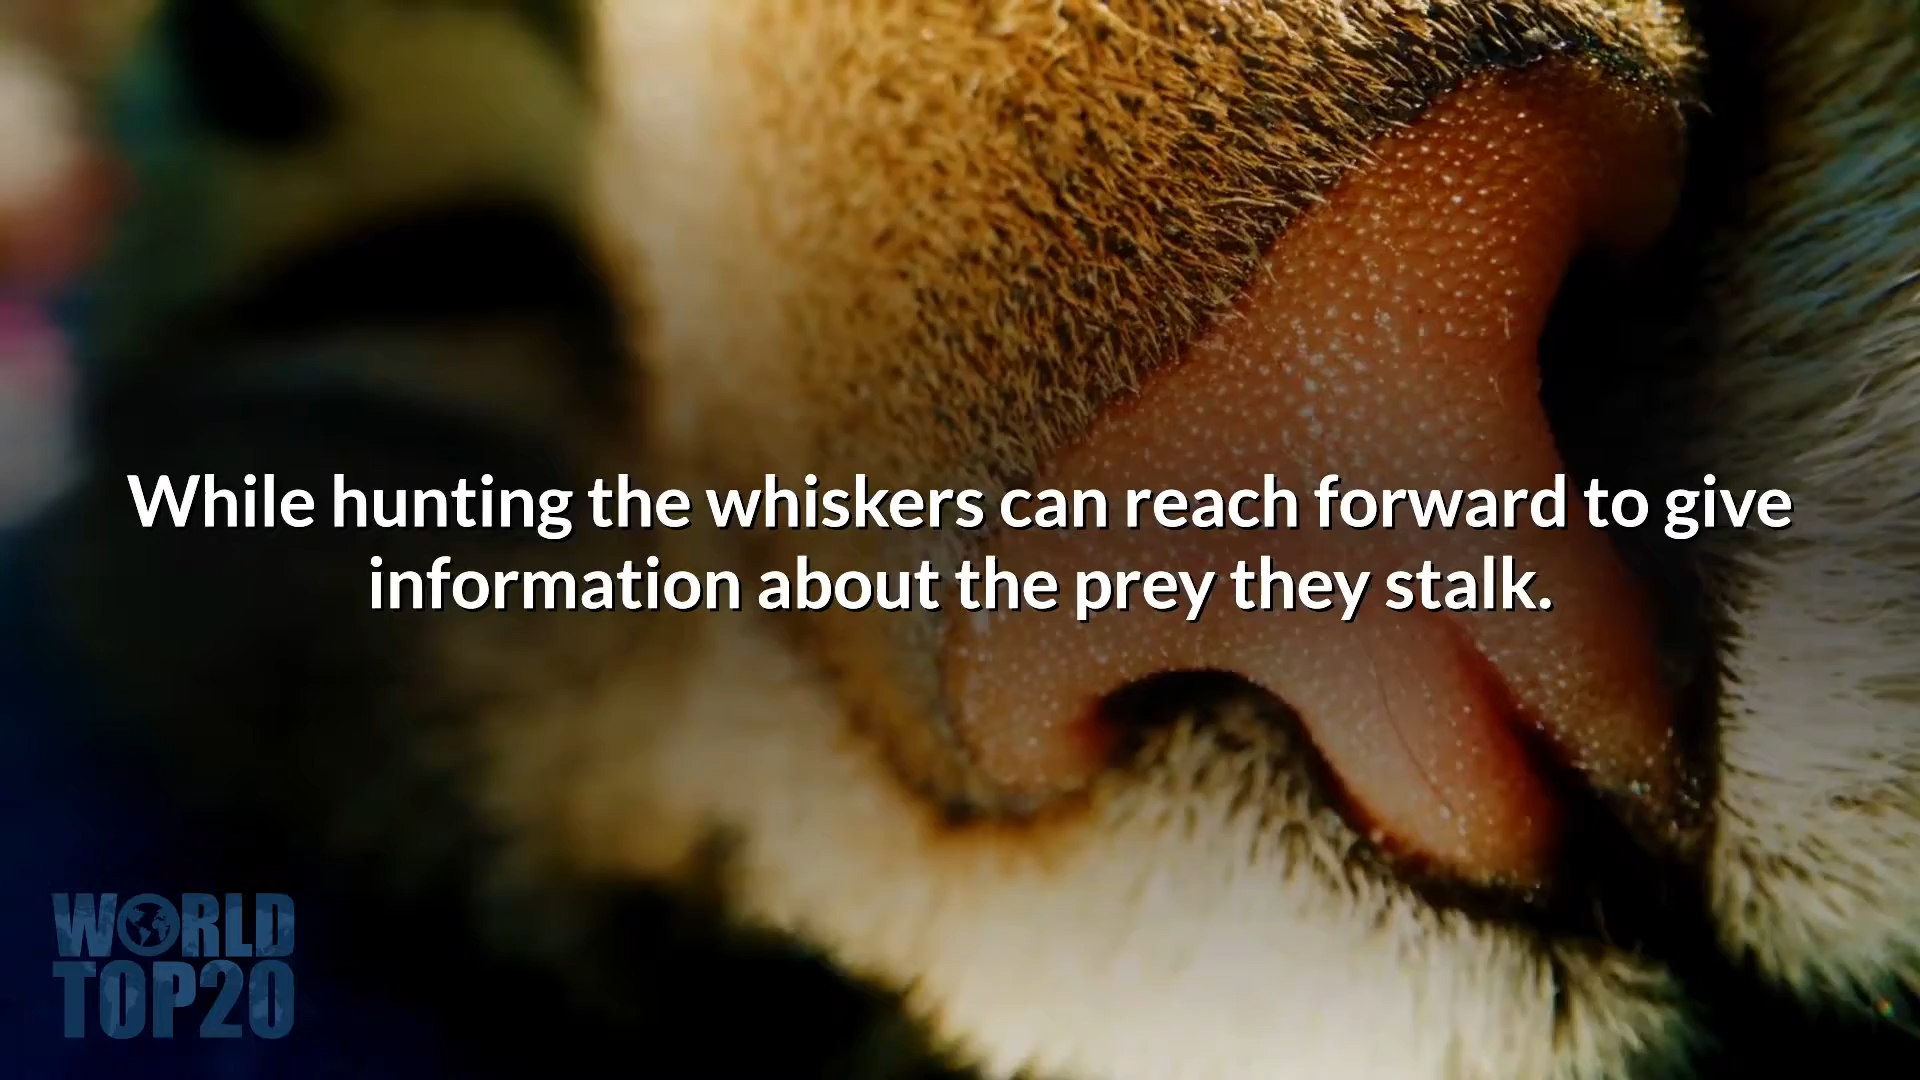 While hunting the whiskers can reach forward to give
information about the prey they stalk.
WORLD
TOP20